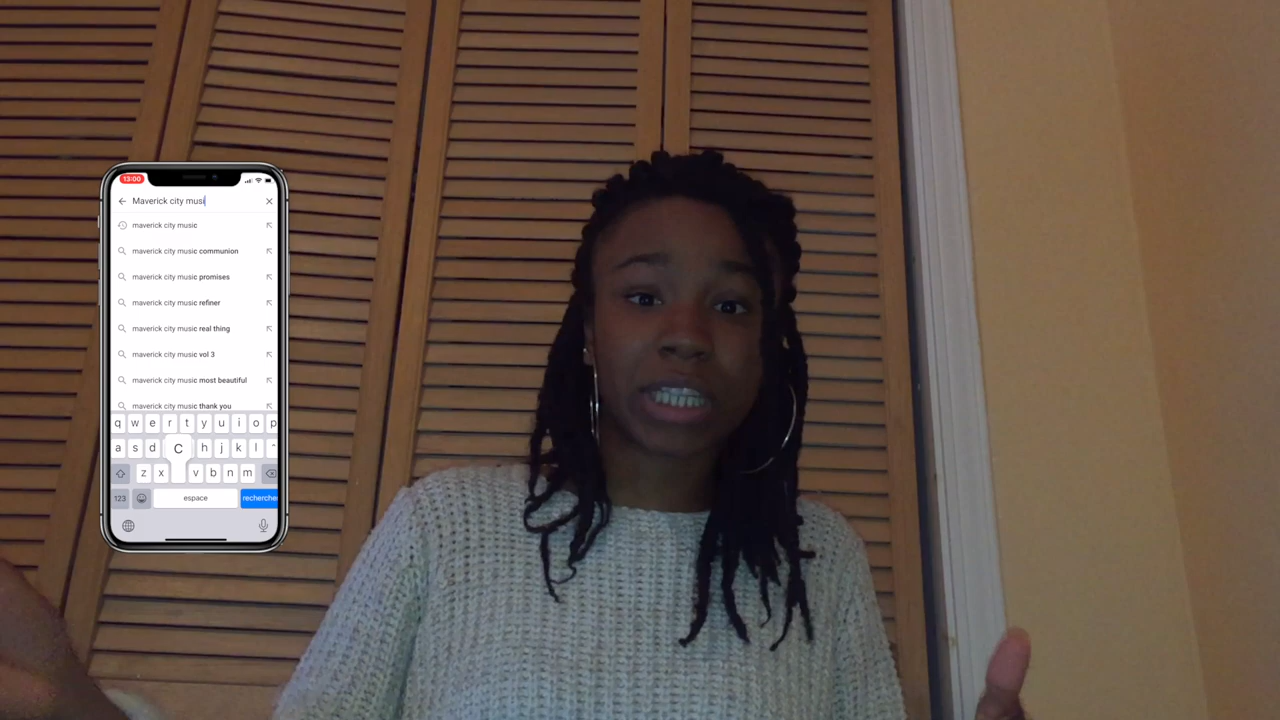 13:00
Maverick city musi
maverick city music
maverick city music communion
maverick city music promises
maverick city music refiner
maverick city music real thing
maverick city music vol 3
maverick city music most beautiful
maverick city music thank you
q w e r t y u i o p
a s d C h j k l
z x v b n m
123 espace recherche